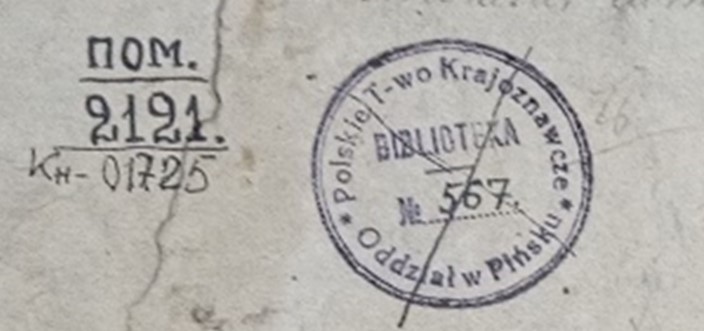 ПОМ.
2121.
Кн- 01725
* Polskie T-wo Krajoznawcze *
BIBLIOTEKA
№ 567.
Oddział w Pińsku